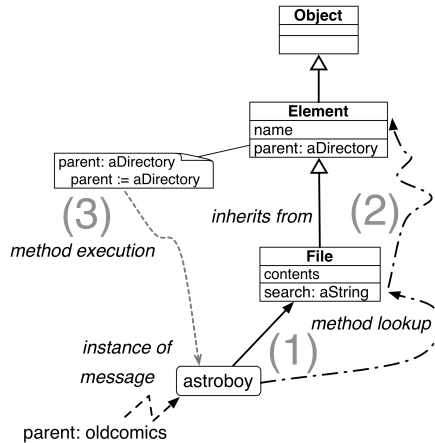 Object
Element
name
parent: aDirectory
parent: aDirectory
parent := aDirectory
(3)
(2)
inherits from
method execution
File
contents
search: aString
method lookup
(1)
instance of
message
astroboy
parent: oldcomics